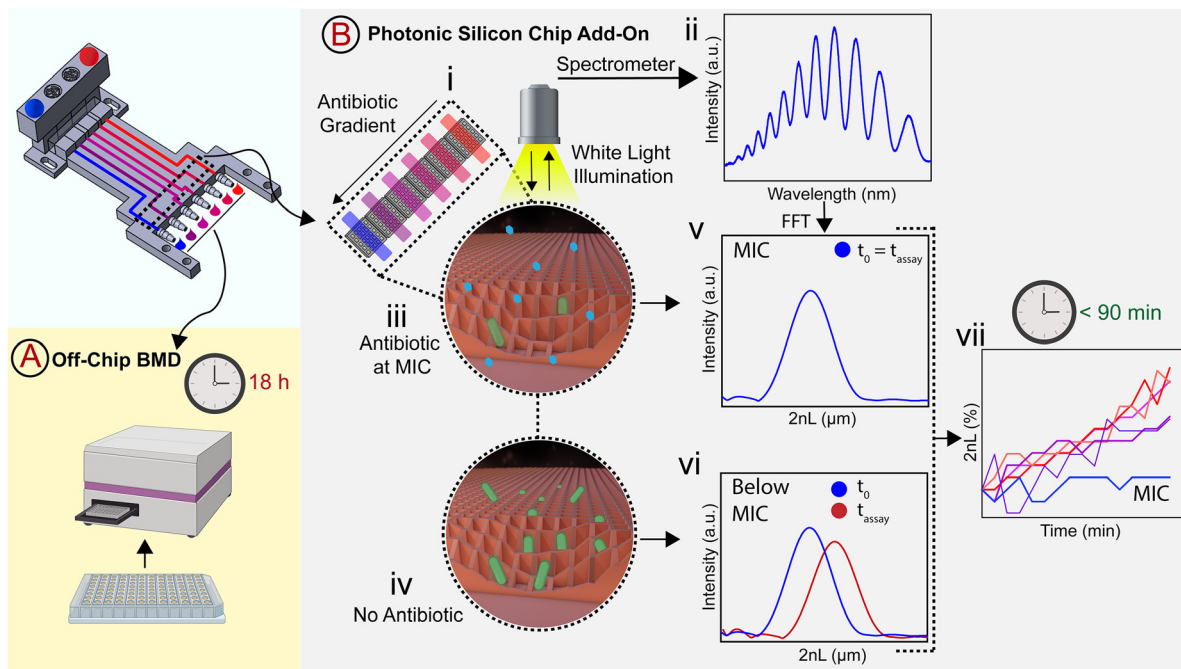 A Off-Chip BMD
18 h
B Photonic Silicon Chip Add-On
i
Antibiotic
Gradient
Spectrometer
White Light
Illumination
ii
Intensity (a.u.)
Wavelength (nm)
FFT
iii
Antibiotic
at MIC
iv
No Antibiotic
v
MIC
t0 = tassay
Intensity (a.u.)
2nL (µm)
vi
Below
MIC
t0
tassay
Intensity (a.u.)
2nL (µm)
< 90 min
vii
2nL (%)
MIC
Time (min)